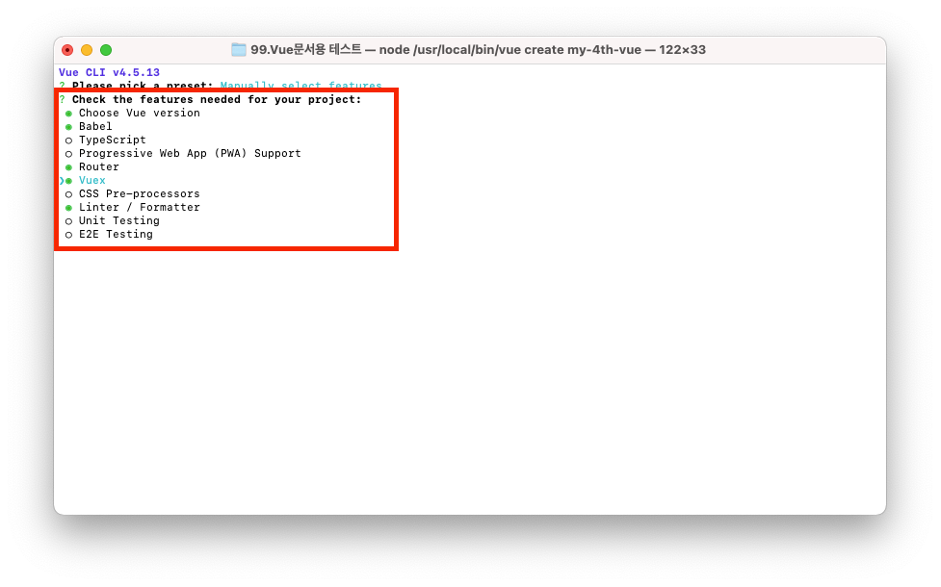 99.Vue문서용 테스트 — node /usr/local/bin/vue create my-4th-vue — 122×33
Vue CLI v4.5.13
? Please pick a preset: Manually select features
? Check the features needed for your project:
◉ Choose Vue version
◉ Babel
◯ TypeScript
◯ Progressive Web App (PWA) Support
◉ Router
❯◉ Vuex
◯ CSS Pre-processors
◉ Linter / Formatter
◯ Unit Testing
◯ E2E Testing